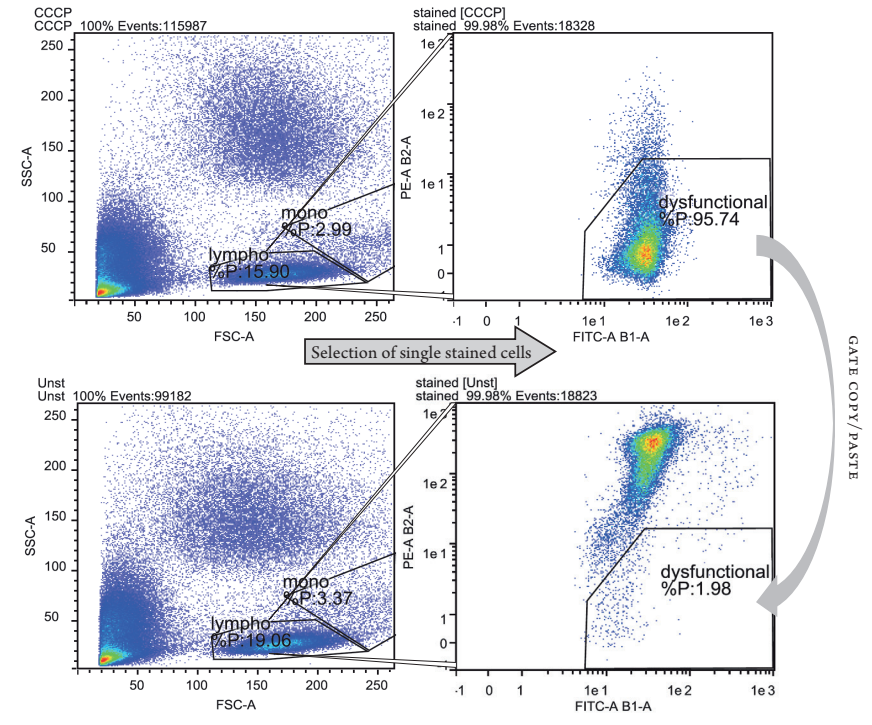 CCCP
CCCP 100% Events:115987
250
200
150
100
50
SSC-A
mono
%P:2.99
lympho
%P:15.90
50
100
150
200
250
FSC-A
stained [CCCP]
stained 99.98% Events:18328
1e
1e2
1e1
1
0
PE-A B2-A
dysfunctional
%P:95.74
-1
0
1
1e1
1e2
1e3
FITC-A B1-A
Selection of single stained cells
GATE COPY/PASTE
Unst
Unst 100% Events:99182
250
200
150
100
50
SSC-A
mono
%P:3.37
lympho
%P:19.06
50
100
150
200
250
FSC-A
stained [Unst]
stained 99.98% Events:18823
1e
1e2
1e1
1
0
PE-A B2-A
dysfunctional
%P:1.98
-1
0
1
1e1
1e2
1e3
FITC-A B1-A